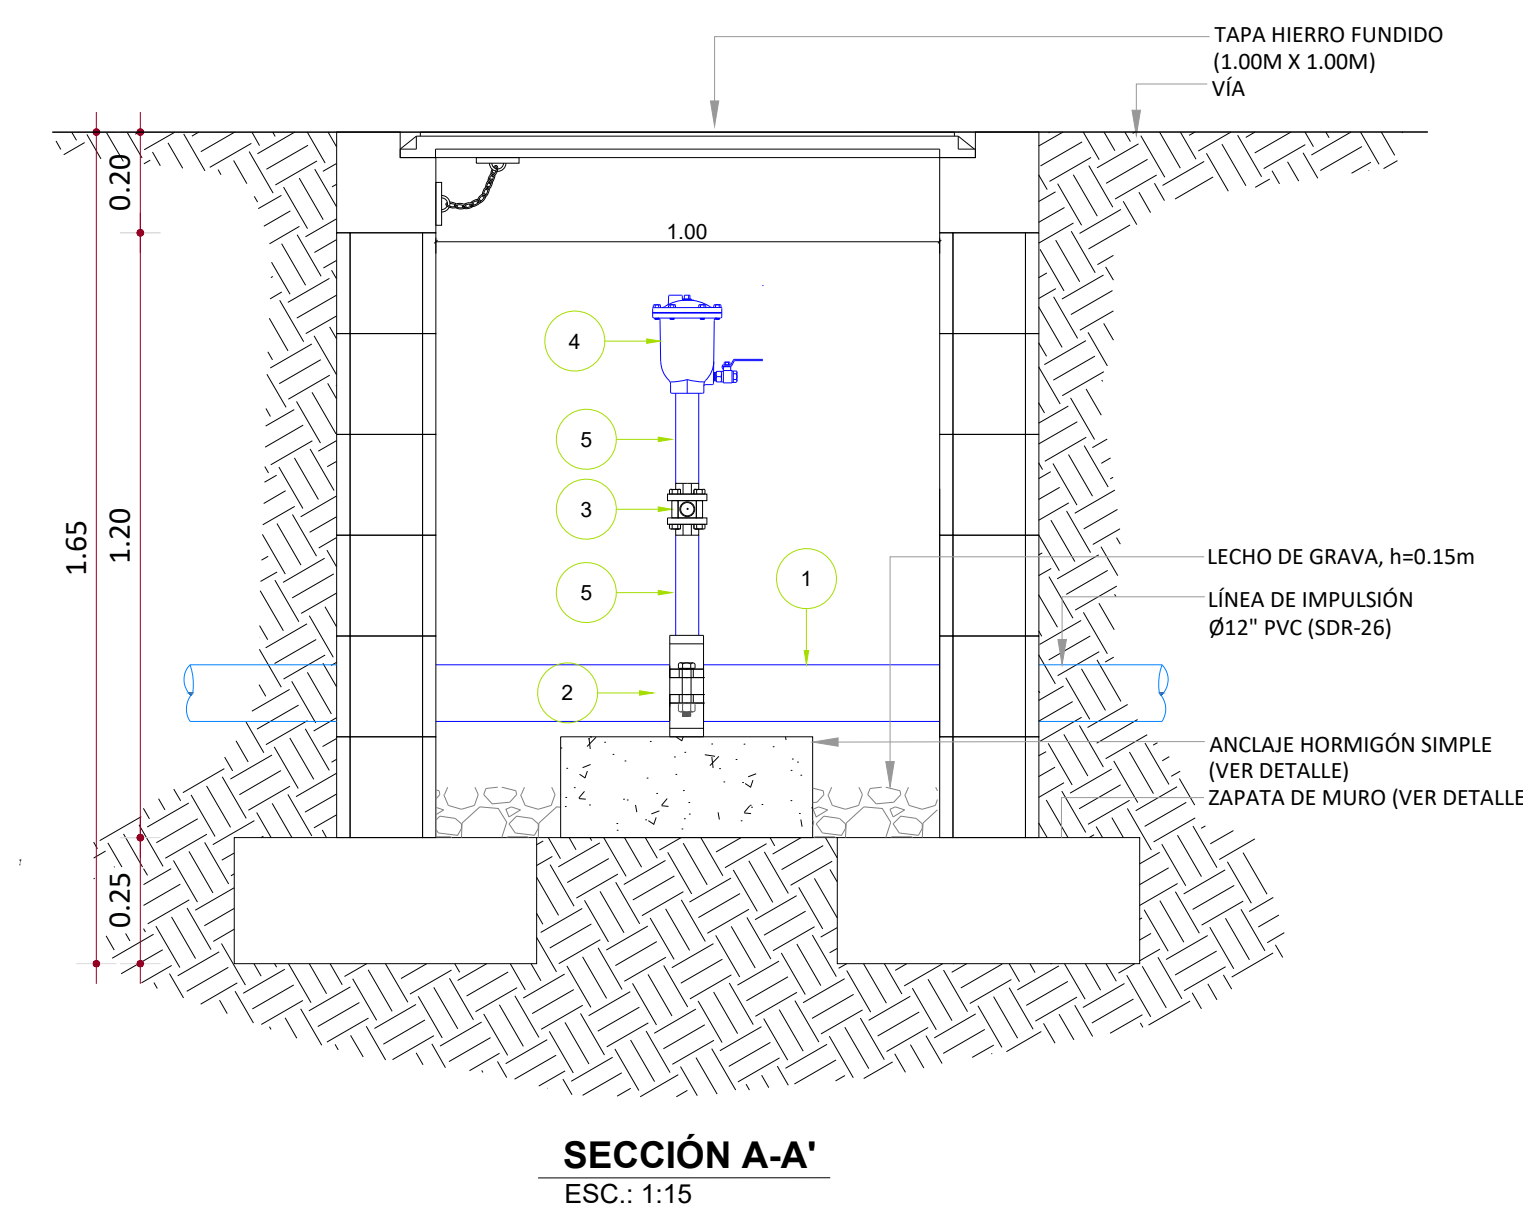 TAPA HIERRO FUNDIDO
(1.00M X 1.00M)
VÍA
0.20
1.00
4
5
3
1.65
1.20
LECHO DE GRAVA, h=0.15m
1
5
LÍNEA DE IMPULSIÓN
Ø12" PVC (SDR-26)
2
ANCLAJE HORMIGÓN SIMPLE
(VER DETALLE)
ZAPATA DE MURO (VER DETALLE
0.25
SECCIÓN A-A'
ESC.: 1:15